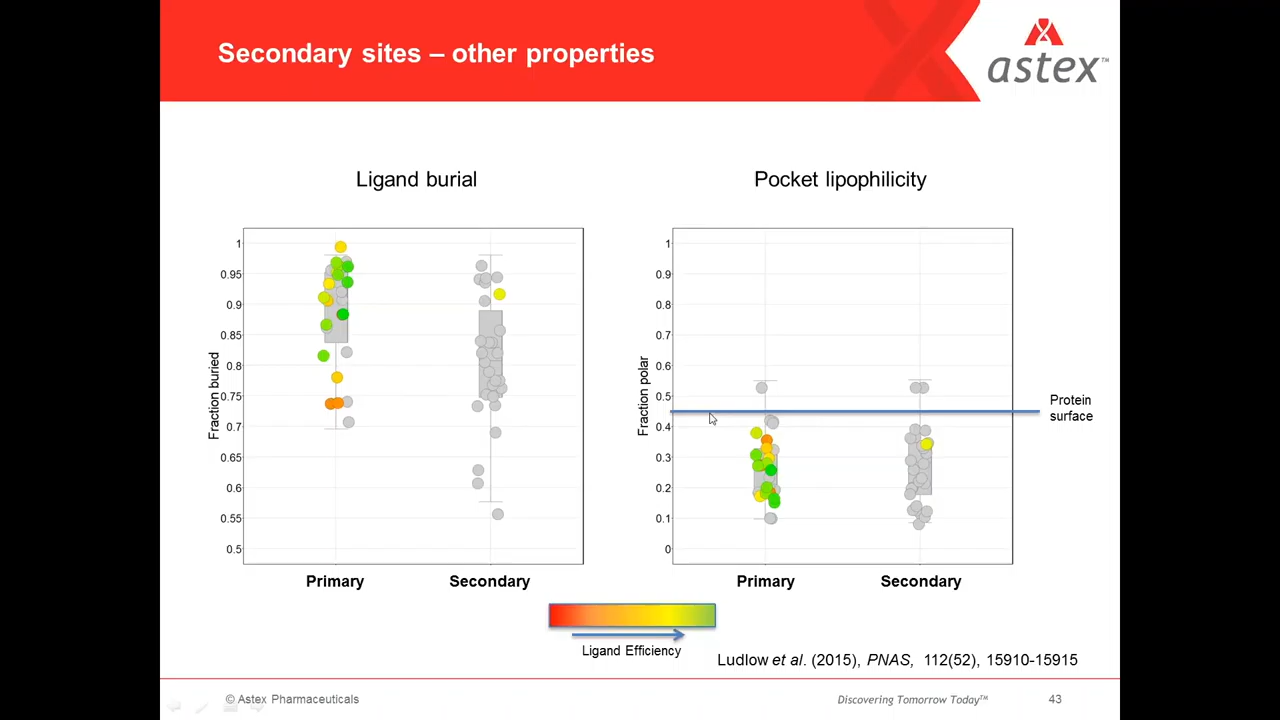 Secondary sites – other properties
astex™
Ligand burial
Pocket lipophilicity
Fraction buried
1
0.95
0.9
0.85
0.8
0.75
0.7
0.65
0.6
0.55
0.5
Primary
Secondary
Fraction polar
1
0.9
0.8
0.7
0.6
0.5
0.4
0.3
0.2
0.1
0
Primary
Secondary
Protein
surface
Ligand Efficiency
Ludlow et al. (2015), PNAS, 112(52), 15910-15915
© Astex Pharmaceuticals
Discovering Tomorrow Today™
43